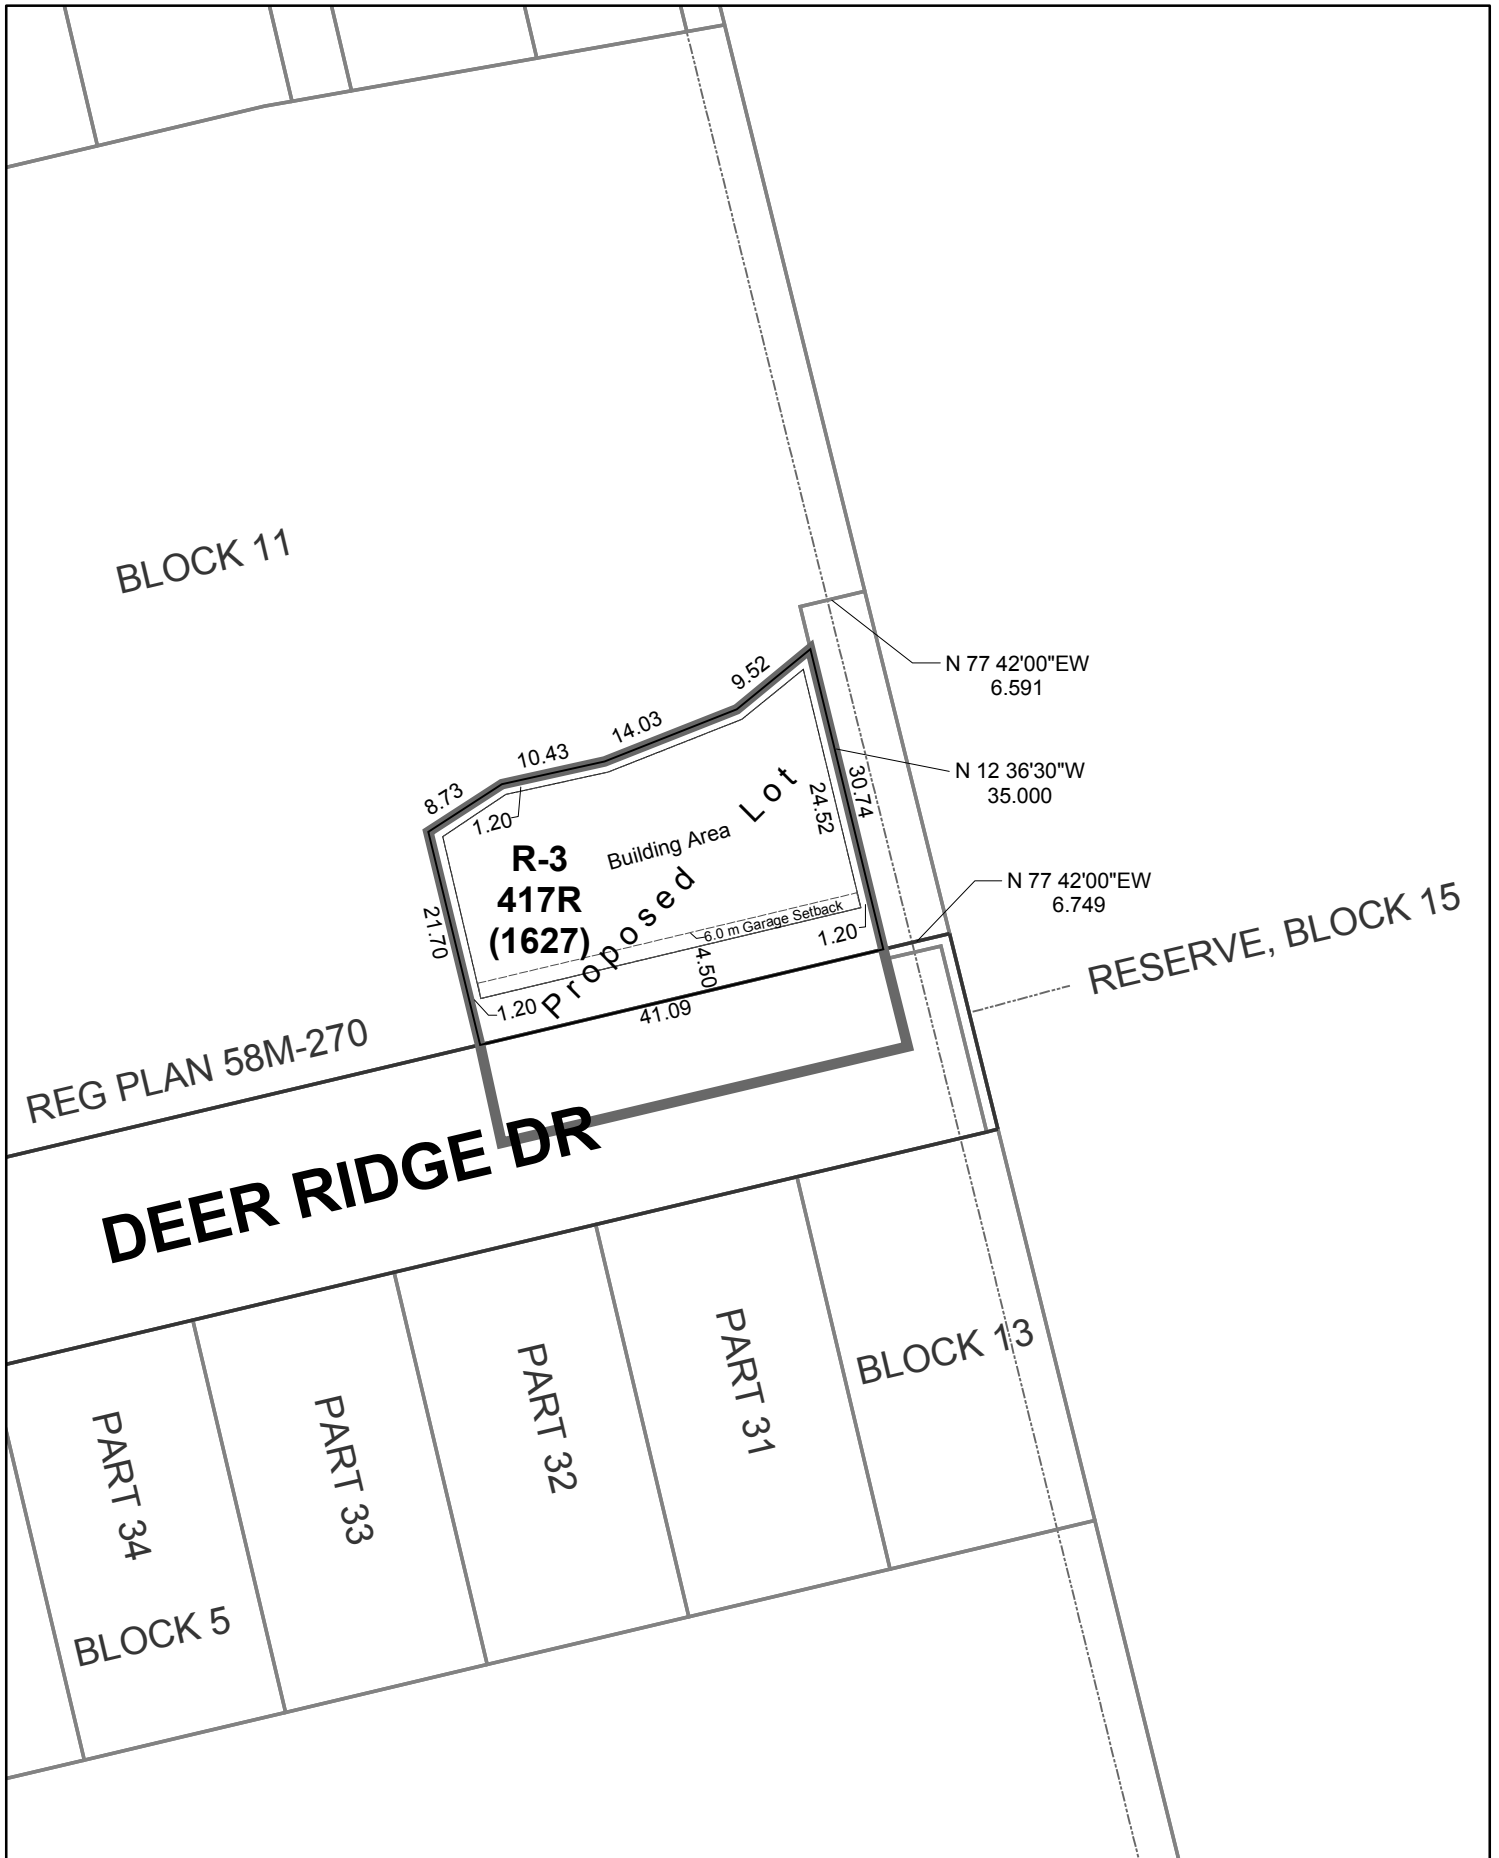 BLOCK 11
N 77 42'00"EW
6.591
9.52
14.03
10.43
8.73
N 12 36'30"W
35.000
30.74
24.52
1.20
R-3
417R
(1627)
Building Area
Proposed Lot
N 77 42'00"EW
6.749
RESERVE, BLOCK 15
21.70
6.0 m Garage Setback
1.20
4.50
1.20
41.09
REG PLAN 58M-270
DEER RIDGE DR
BLOCK 13
PART 31
PART 32
PART 33
PART 34
BLOCK 5